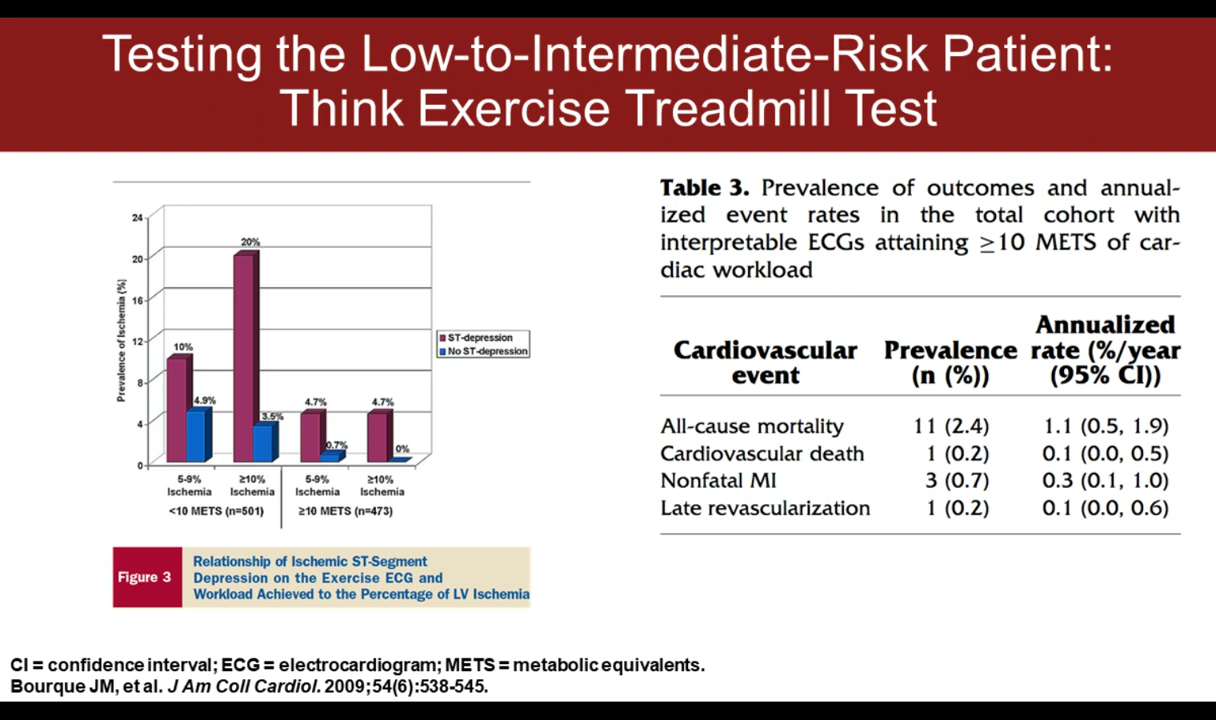 Testing the Low-to-Intermediate-Risk Patient:
Think Exercise Treadmill Test
Prevalence of Ischemia (%)
24
20
16
12
8
4
0
10%
4.9%
20%
3.5%
4.7%
0.7%
4.7%
0%
ST-depression
No ST-depression
5-9% ≥10% 5-9% ≥10%
Ischemia Ischemia Ischemia Ischemia
<10 METS (n=501) ≥10 METS (n=473)
Figure 3
Relationship of Ischemic ST-Segment
Depression on the Exercise ECG and
Workload Achieved to the Percentage of LV Ischemia
Table 3. Prevalence of outcomes and annual-
ized event rates in the total cohort with
interpretable ECGs attaining ≥10 METS of car-
diac workload
Annualized
Cardiovascular Prevalence rate (%/year
event (n (%)) (95% CI))
All-cause mortality 11 (2.4) 1.1 (0.5, 1.9)
Cardiovascular death 1 (0.2) 0.1 (0.0, 0.5)
Nonfatal MI 3 (0.7) 0.3 (0.1, 1.0)
Late revascularization 1 (0.2) 0.1 (0.0, 0.6)
CI = confidence interval; ECG = electrocardiogram; METS = metabolic equivalents.
Bourque JM, et al. J Am Coll Cardiol. 2009;54(6):538-545.